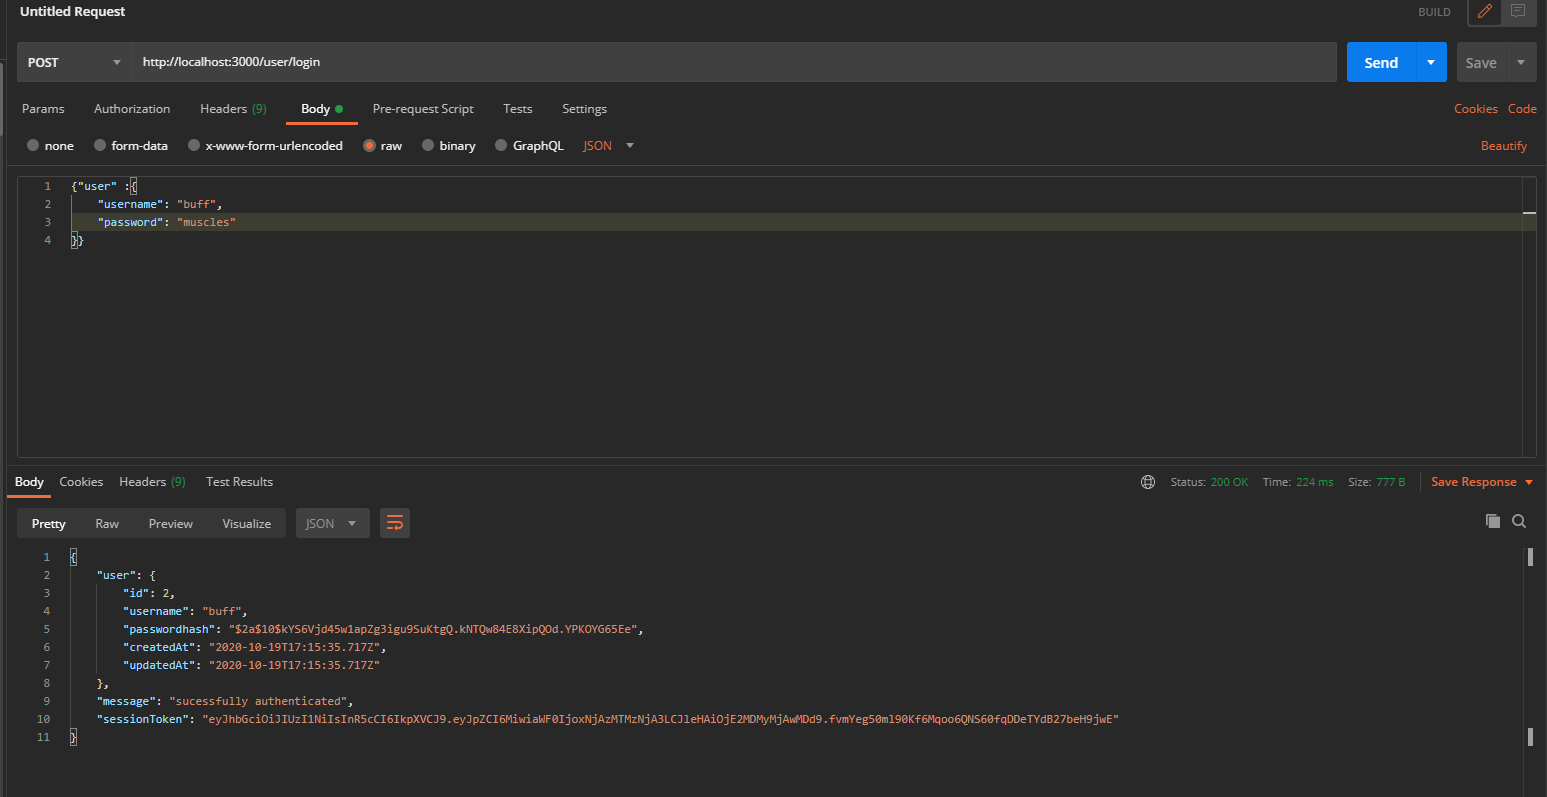 Untitled Request
BUILD
POST http://localhost:3000/user/login Send Save
Params Authorization Headers (9) Body Pre-request Script Tests Settings Cookies Code
none form-data x-www-form-urlencoded raw binary GraphQL JSON Beautify
1 {"user" :{
2 "username": "buff",
3 "password": "muscles"
4 }}
Body Cookies Headers (9) Test Results Status: 200 OK Time: 224 ms Size: 777 B Save Response
Pretty Raw Preview Visualize JSON
1 {
2 "user": {
3 "id": 2,
4 "username": "buff",
5 "passwordhash": "$2a$10$kYS6Vjd45w1apZg3igu9SuKtgQ.kNTQw84E8XipQOd.YPKOYG65Ee",
6 "createdAt": "2020-10-19T17:15:35.717Z",
7 "updatedAt": "2020-10-19T17:15:35.717Z"
8 },
9 "message": "sucessfully authenticated",
10 "sessionToken": "eyJhbGciOiJIUzI1NiIsInR5cCI6IkpXVCJ9.eyJpZCI6MiwiaWF0IjoxNjAzMTMzNjA3LCJleHAiOjE2MDMyMjAwMDd9.fvmYeg50ml90Kf6Mqoo6QNS60fqDDeTYdB27beH9jwE"
11 }